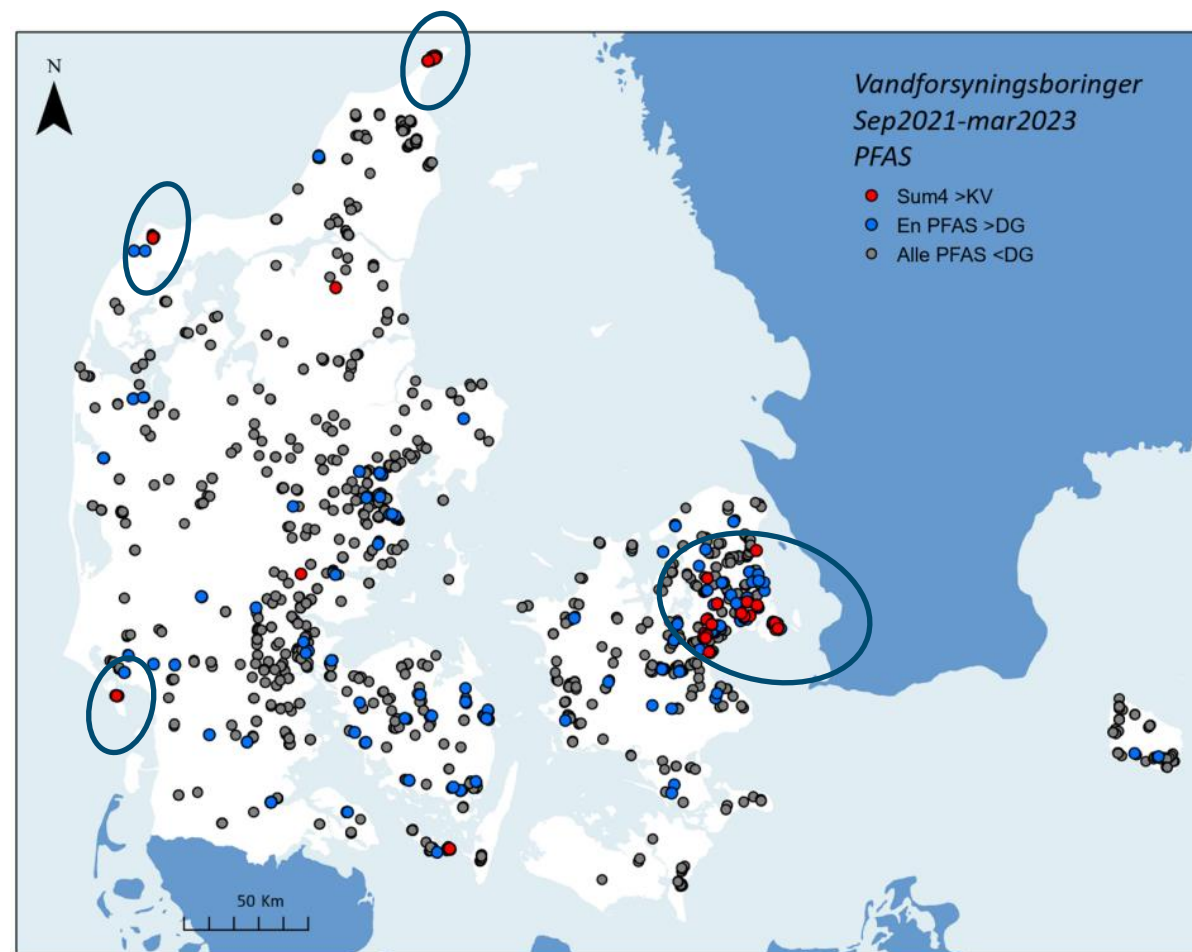 N
Vandforsyningsboringer
Sep2021-mar2023
PFAS
Sum4 >KV
En PFAS >DG
Alle PFAS <DG
50 Km